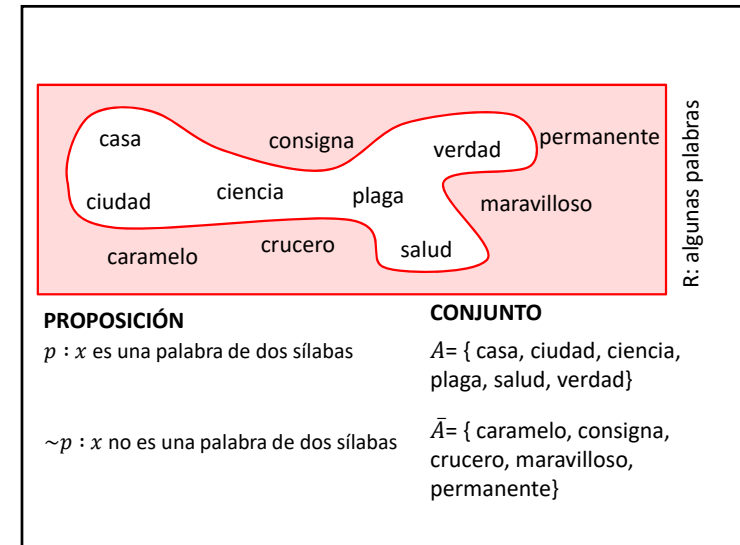 casa
consigna
verdad
permanente
ciudad
ciencia
plaga
maravilloso
caramelo
crucero
salud
R: algunas palabras
PROPOSICIÓN
CONJUNTO
𝑝 : 𝑥 es una palabra de dos sílabas
𝐴= { casa, ciudad, ciencia,
plaga, salud, verdad}
~𝑝 : 𝑥 no es una palabra de dos sílabas
𝐴̅= { caramelo, consigna,
crucero, maravilloso,
permanente}